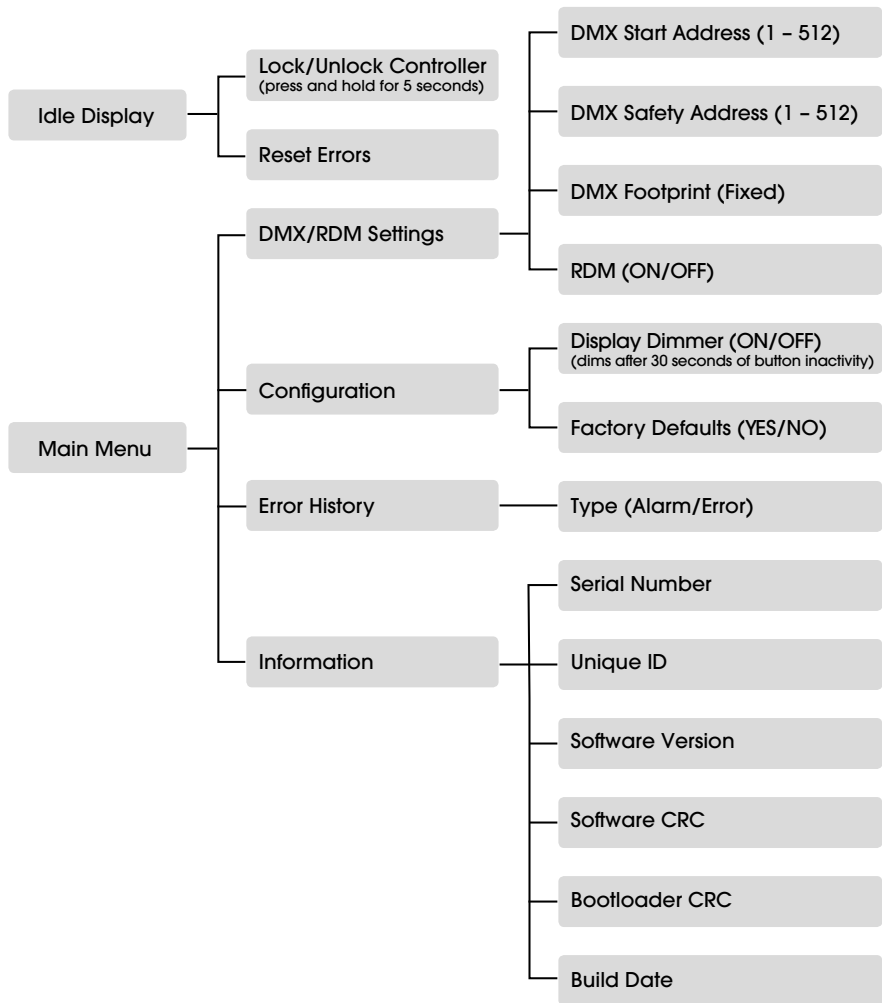 Idle Display
Lock/Unlock Controller
(press and hold for 5 seconds)
Reset Errors
Main Menu
DMX/RDM Settings
DMX Start Address (1 – 512)
DMX Safety Address (1 – 512)
DMX Footprint (Fixed)
RDM (ON/OFF)
Configuration
Display Dimmer (ON/OFF)
(dims after 30 seconds of button inactivity)
Factory Defaults (YES/NO)
Error History
Type (Alarm/Error)
Information
Serial Number
Unique ID
Software Version
Software CRC
Bootloader CRC
Build Date